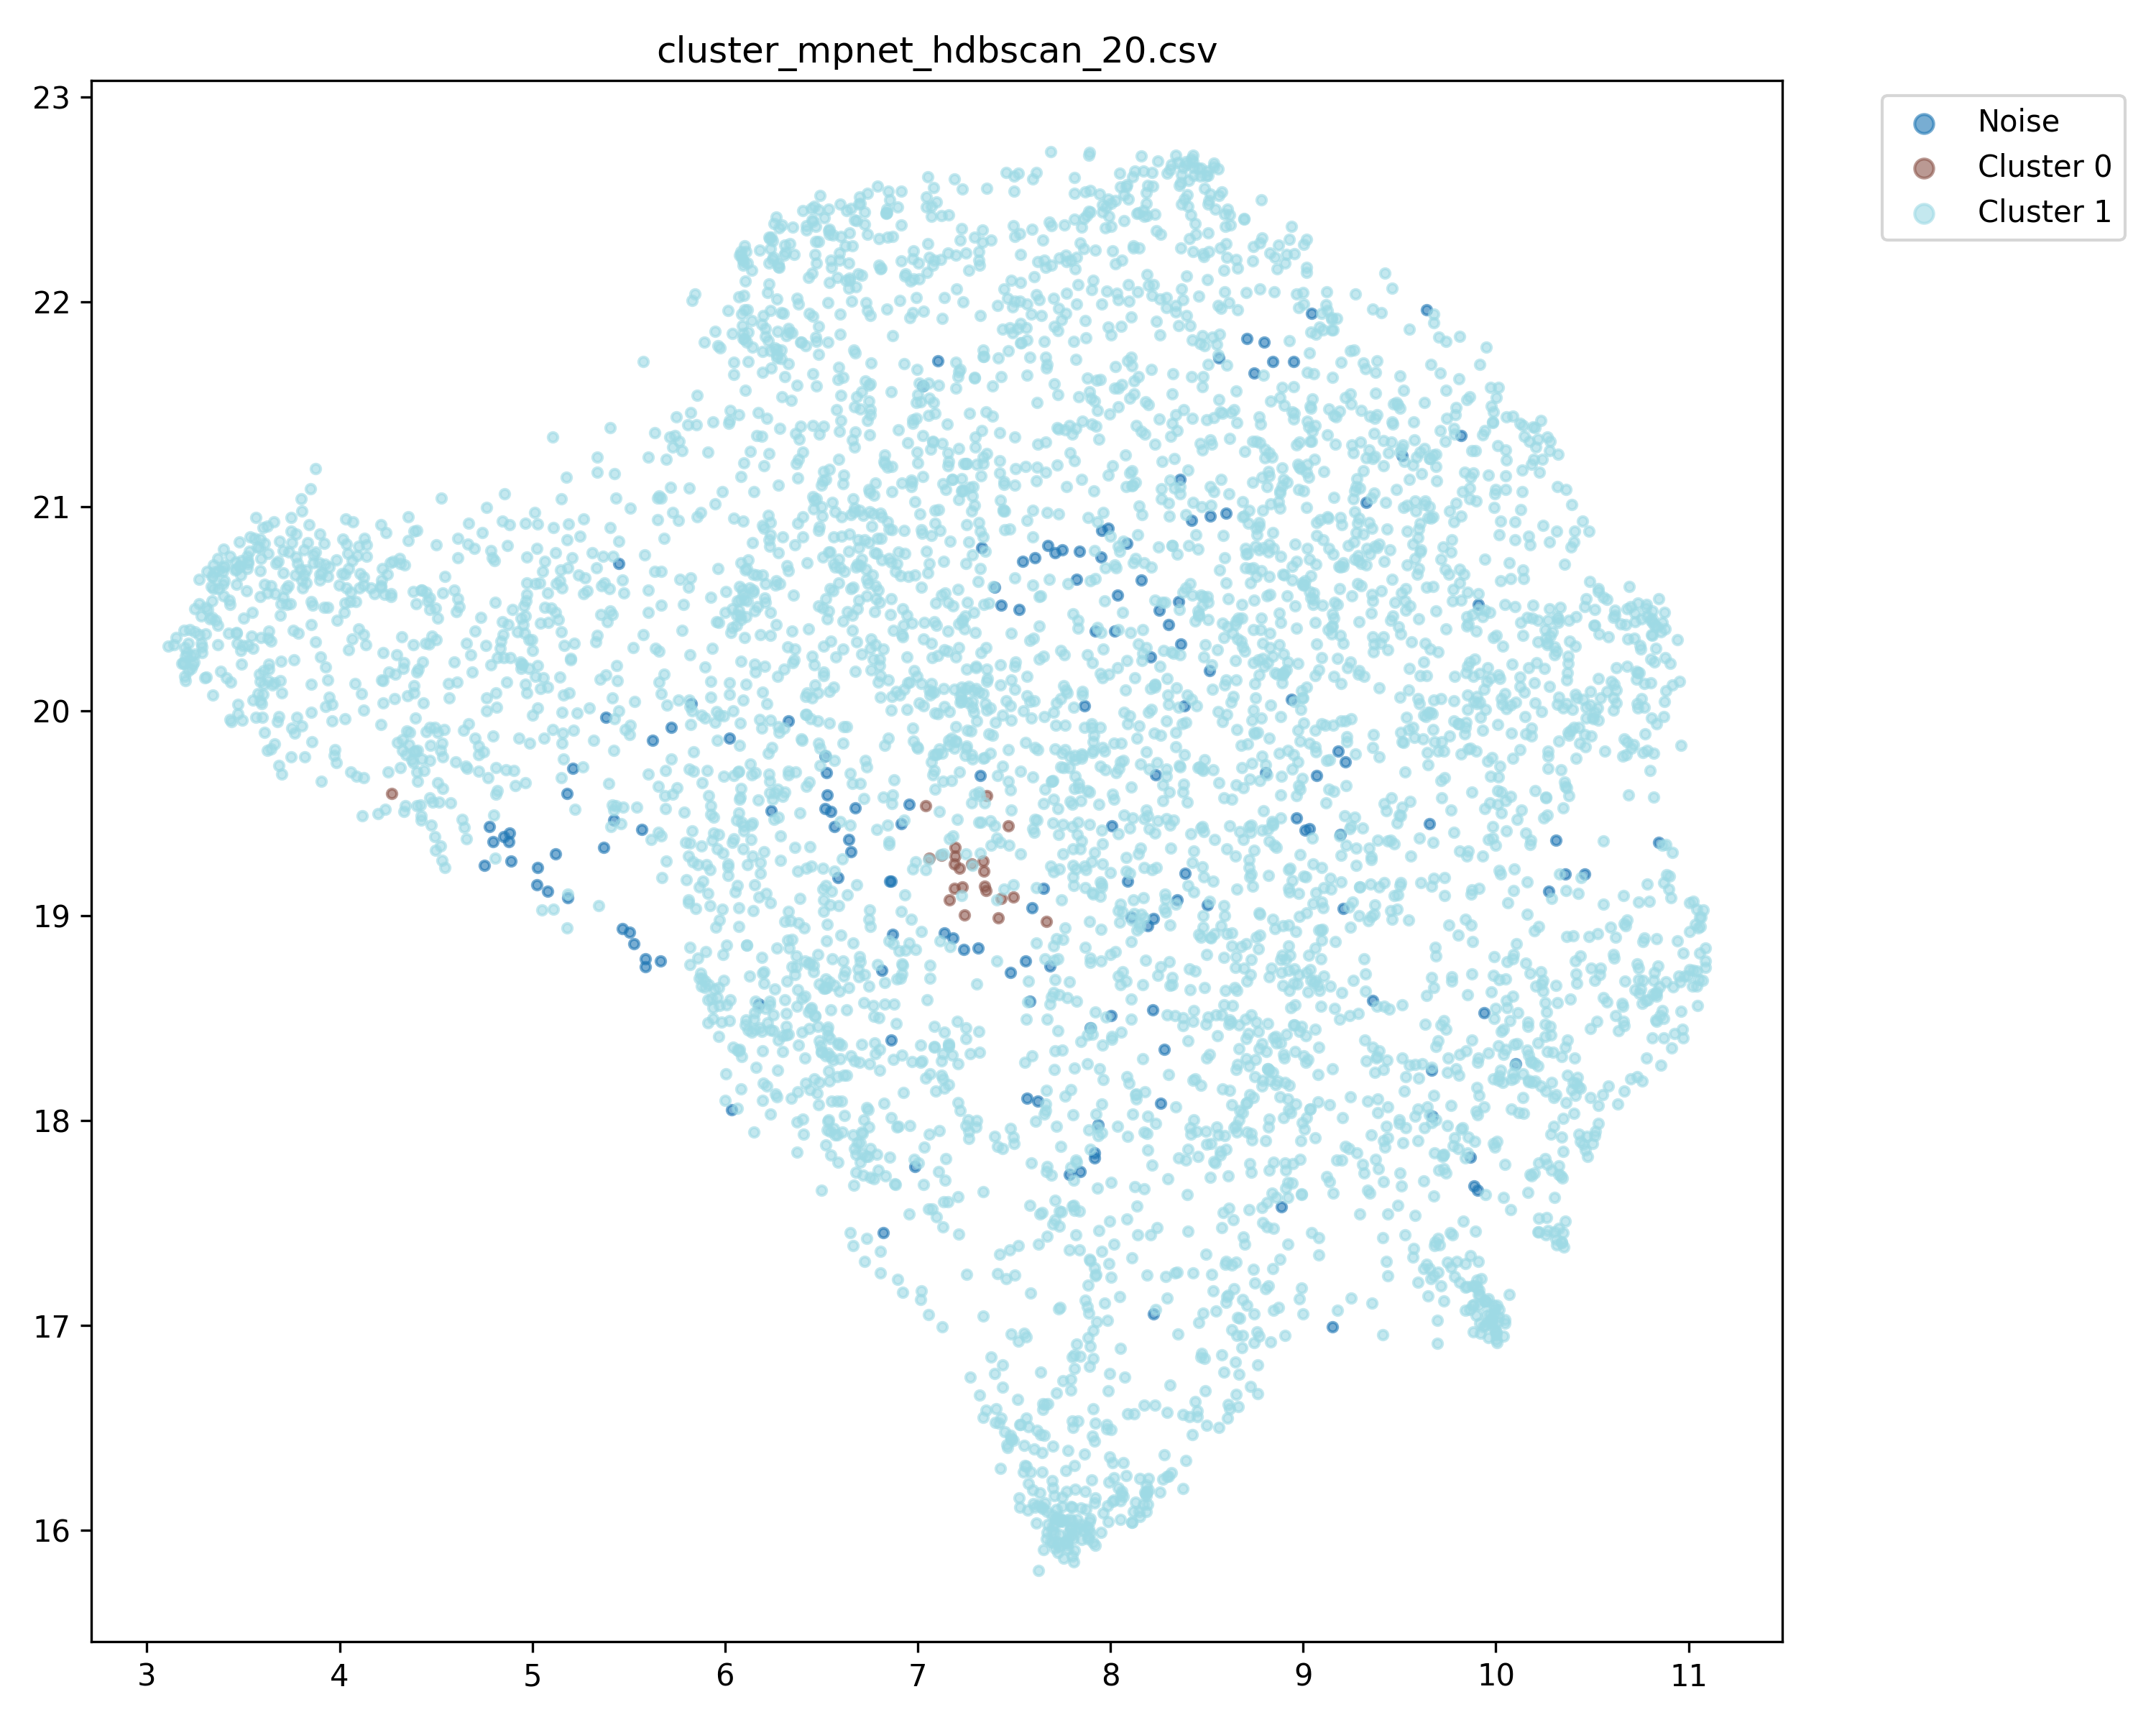 cluster_mpnet_hdbscan_20.csv
Noise
Cluster 0
Cluster 1
23
22
21
20
19
18
17
16
3 4 5 6 7 8 9 10 11